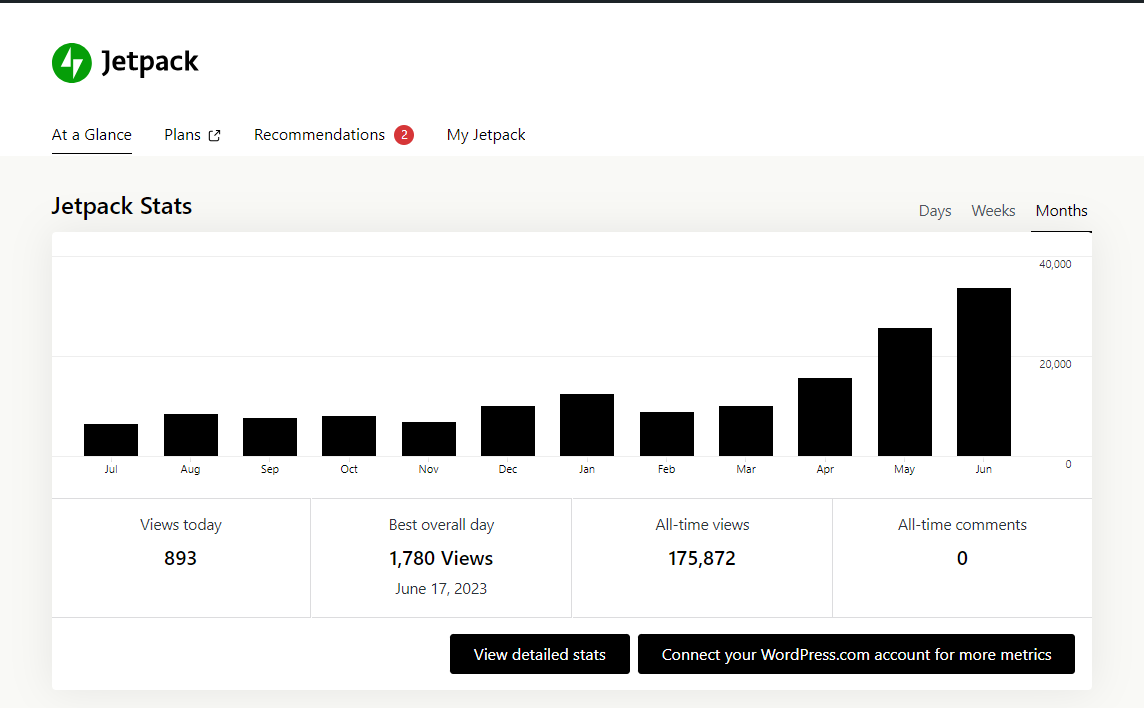 Jetpack
At a Glance Plans Recommendations 2 My Jetpack
Jetpack Stats
Days Weeks Months
40,000
20,000
0
Jul Aug Sep Oct Nov Dec Jan Feb Mar Apr May Jun
Views today
893
Best overall day
1,780 Views
June 17, 2023
All-time views
175,872
All-time comments
0
View detailed stats
Connect your WordPress.com account for more metrics